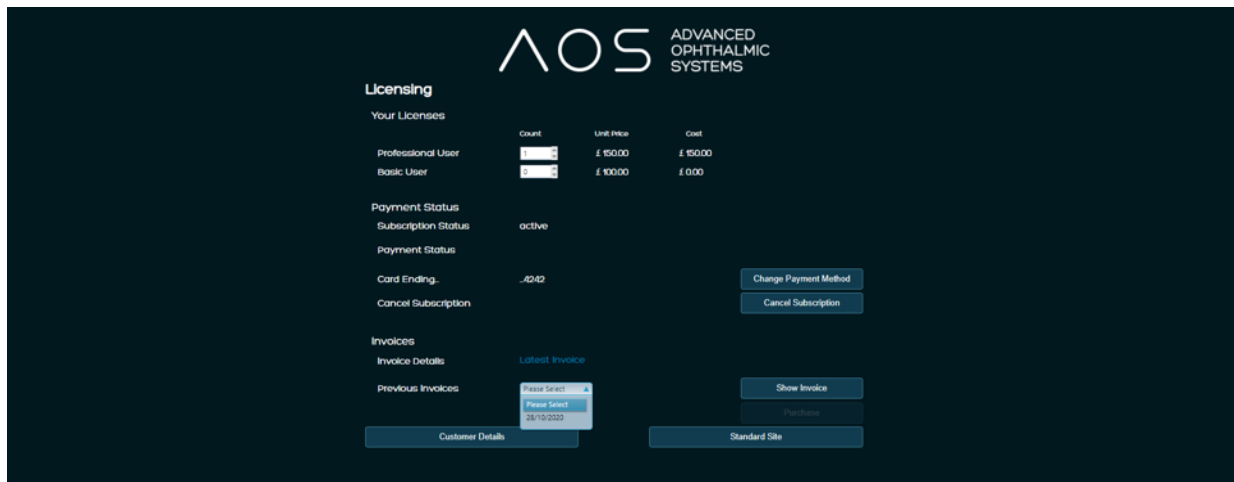 AOS
ADVANCED
OPHTHALMIC
SYSTEMS
Licensing
Your Licenses
Count Unit Price Cost
Professional User 1 £ 150.00 £ 150.00
Basic User 0 £ 100.00 £ 0.00
Payment Status
Subscription Status active
Payment Status
Card Ending.. ..4242 Change Payment Method
Cancel Subscription Cancel Subscription
Invoices
Invoice Details Latest Invoice
Previous Invoices Please Select Show Invoice
Please Select
28/10/2020
Purchase
Customer Details Standard Site